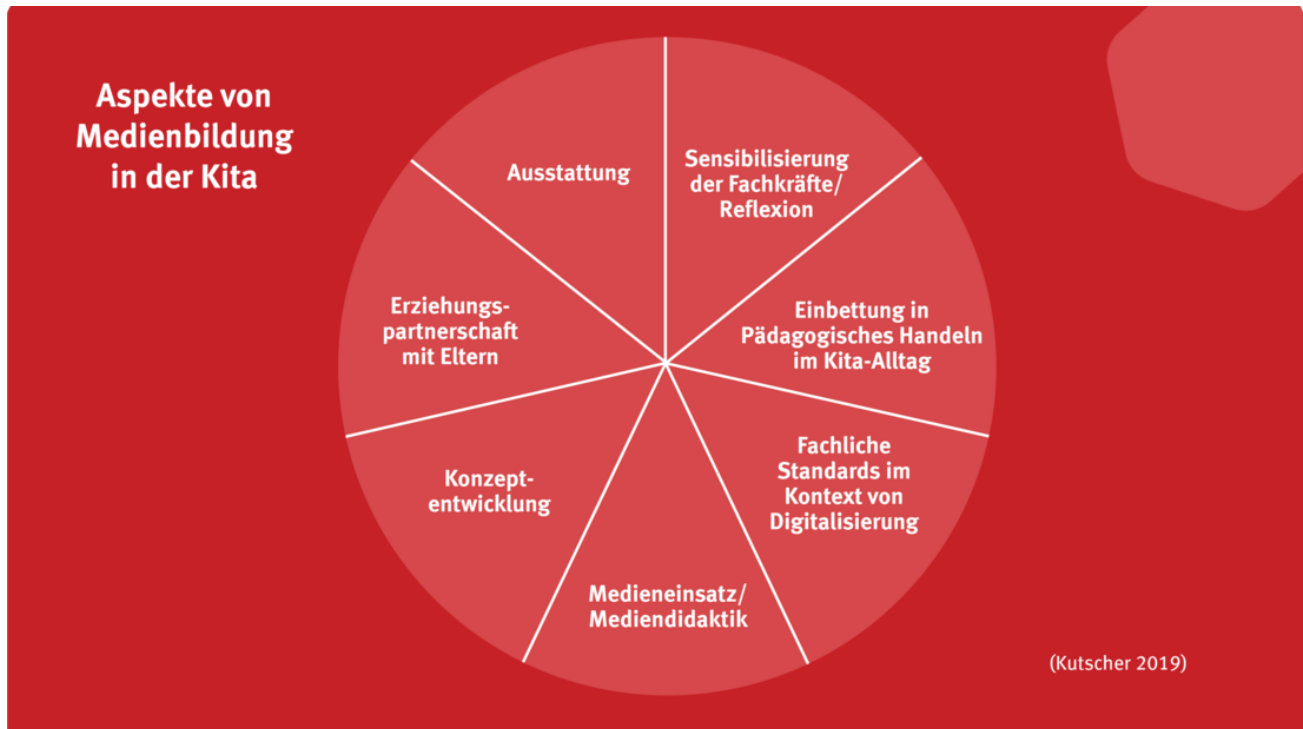 Aspekte von
Medienbildung
in der Kita
Ausstattung
Sensibilisierung
der Fachkräfte/
Reflexion
Einbettung in
Pädagogisches Handeln
im Kita-Alltag
Fachliche
Standards im
Kontext von
Digitalisierung
Medieneinsatz/
Mediendidaktik
Konzept-
entwicklung
Erziehungs-
partnerschaft
mit Eltern
(Kutscher 2019)